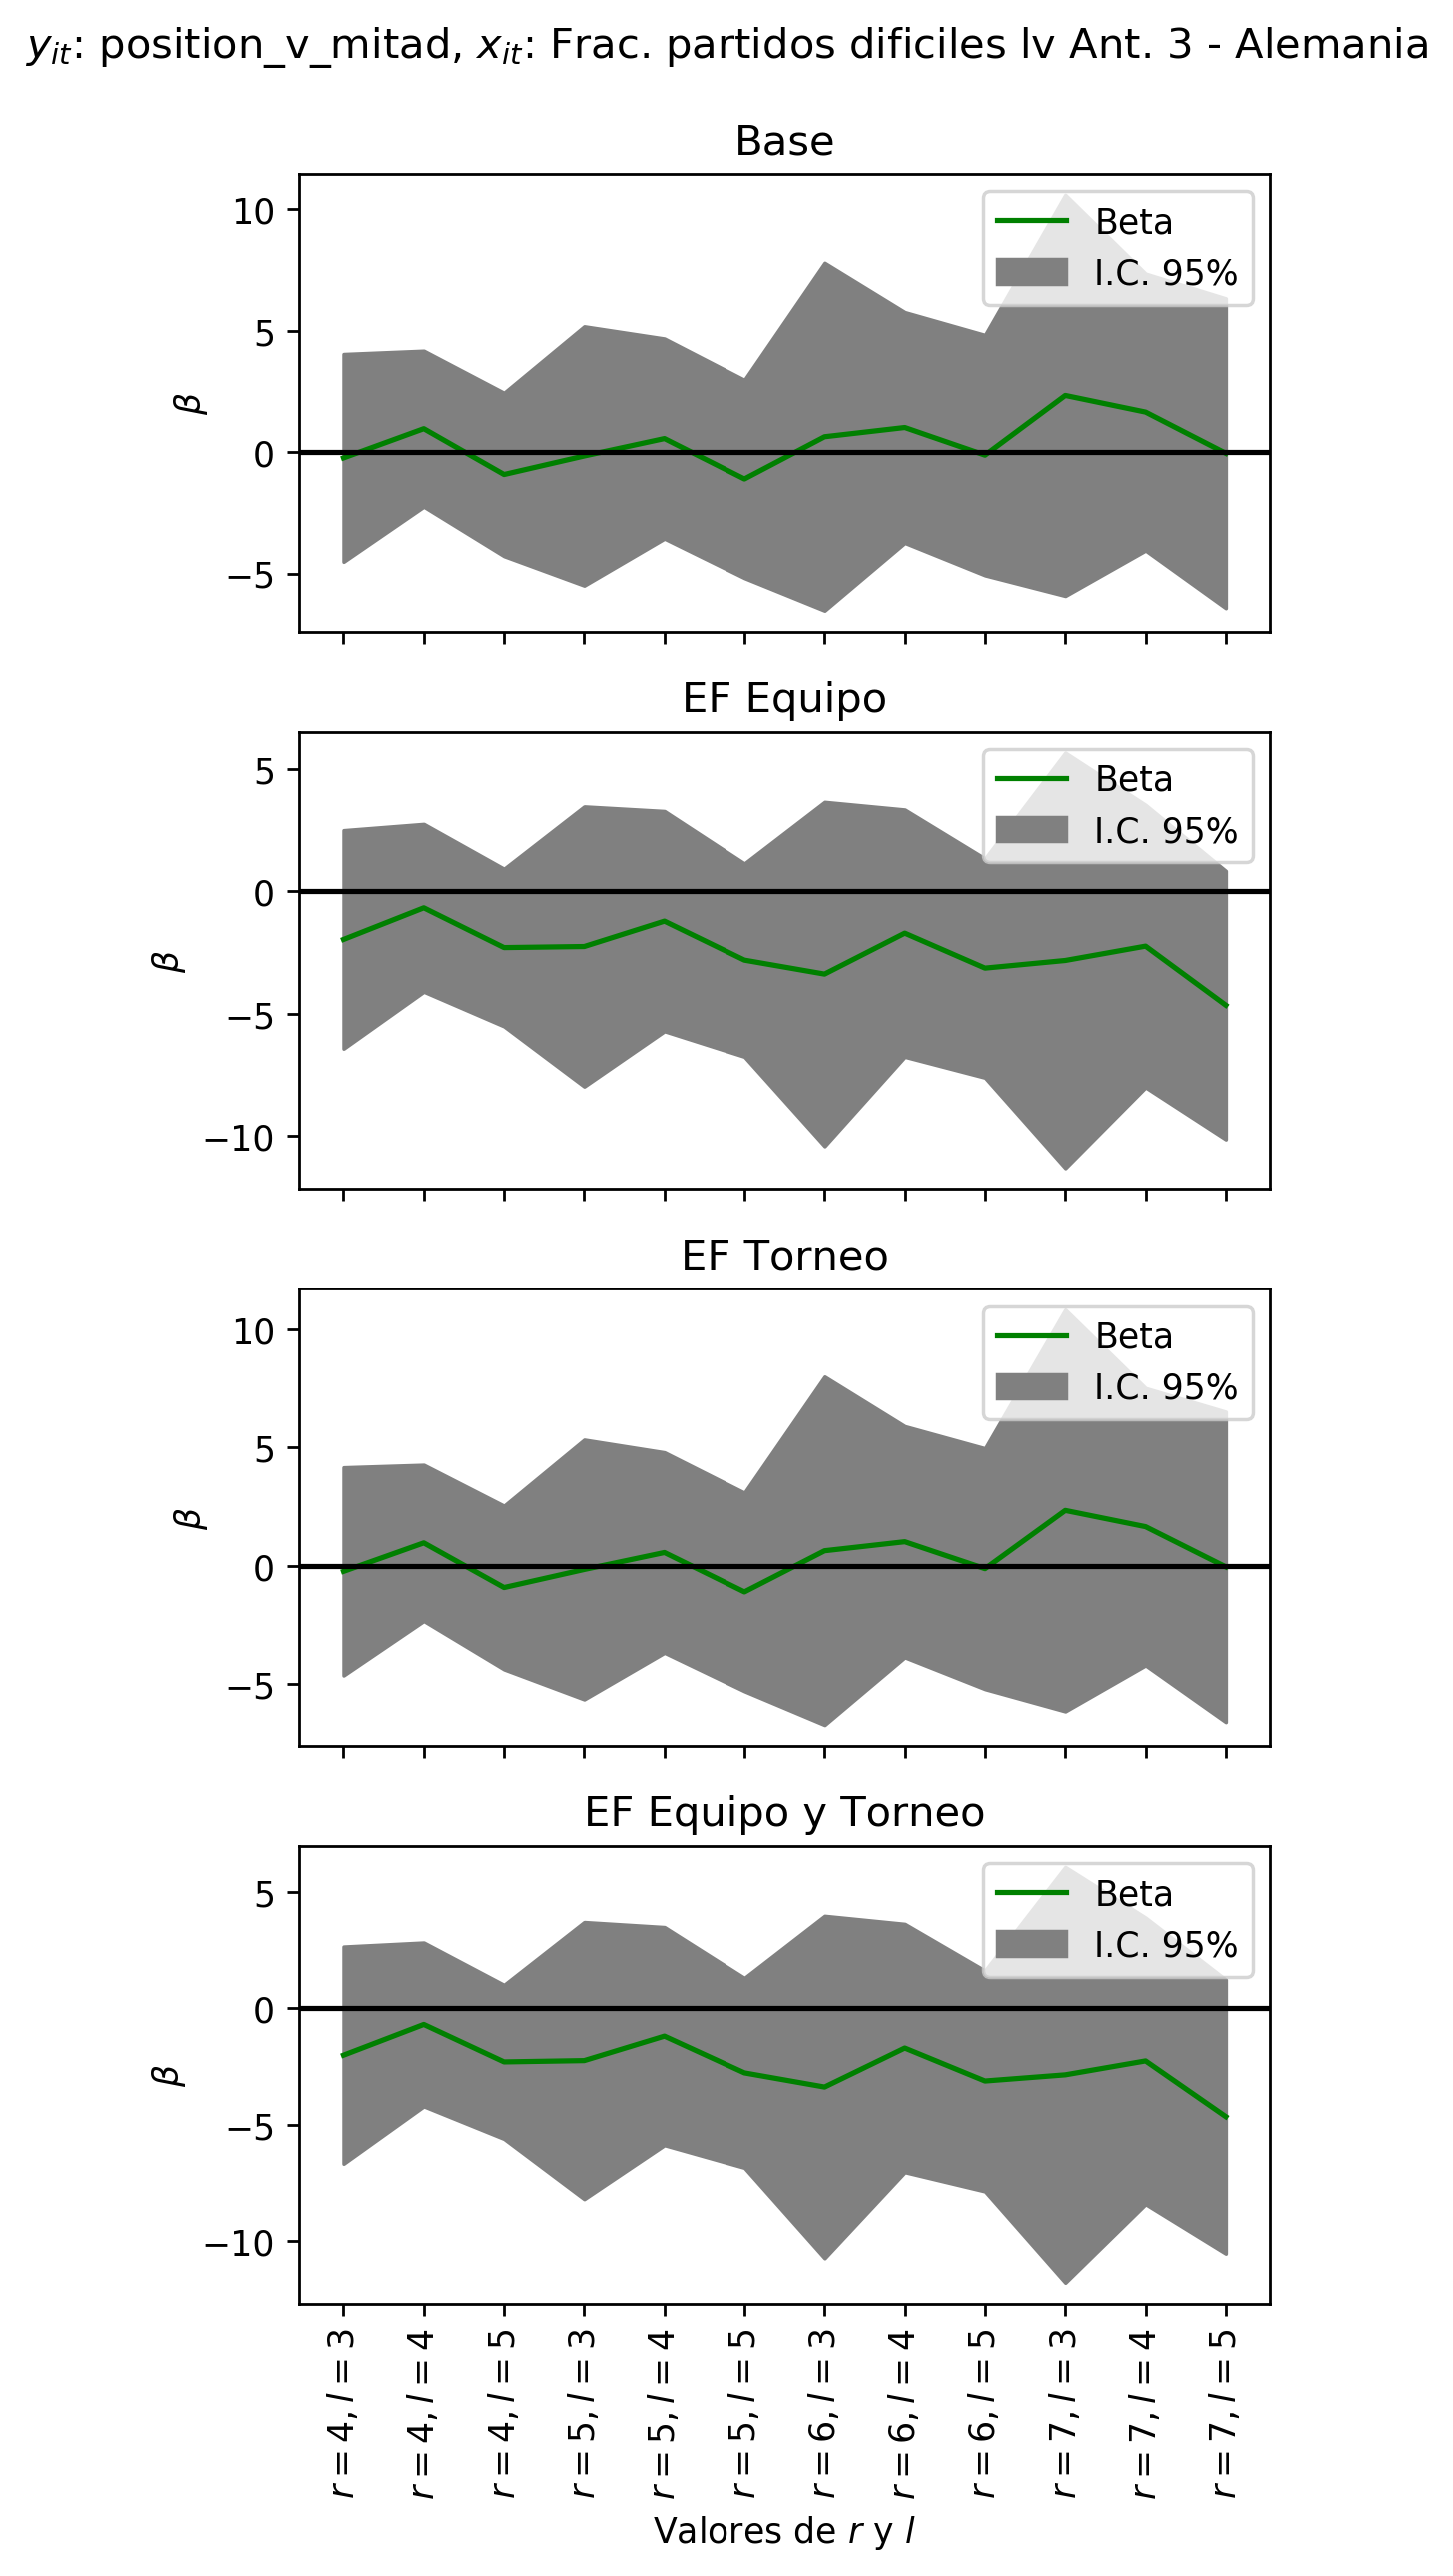 y_it: position_v_mitad, x_it: Frac. partidos dificiles lv Ant. 3 - Alemania
Base
10
5
0
−5
β
Beta
I.C. 95%
EF Equipo
5
0
−5
−10
β
Beta
I.C. 95%
EF Torneo
10
5
0
−5
β
Beta
I.C. 95%
EF Equipo y Torneo
5
0
−5
−10
β
Beta
I.C. 95%
r = 4, l = 3
r = 4, l = 4
r = 4, l = 5
r = 5, l = 3
r = 5, l = 4
r = 5, l = 5
r = 6, l = 3
r = 6, l = 4
r = 6, l = 5
r = 7, l = 3
r = 7, l = 4
r = 7, l = 5
Valores de r y l